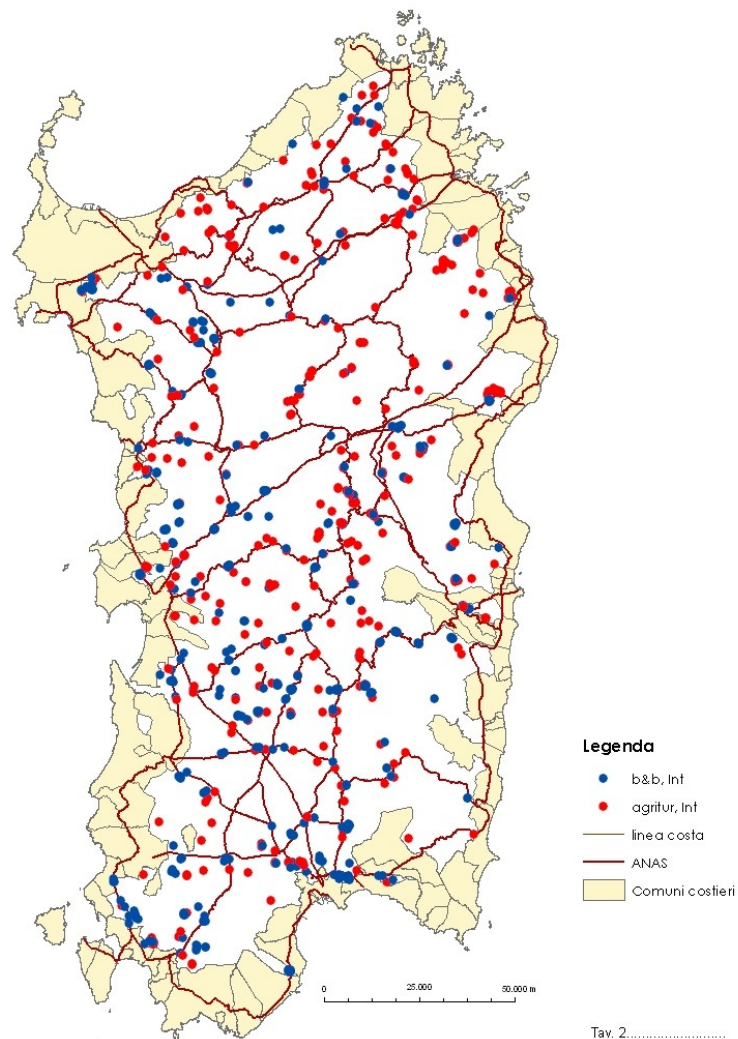 Legenda
b&b, Int
agritur, Int
linea costa
ANAS
Comuni costieri
0 25.000 50.000 m
Tav. 2..........................